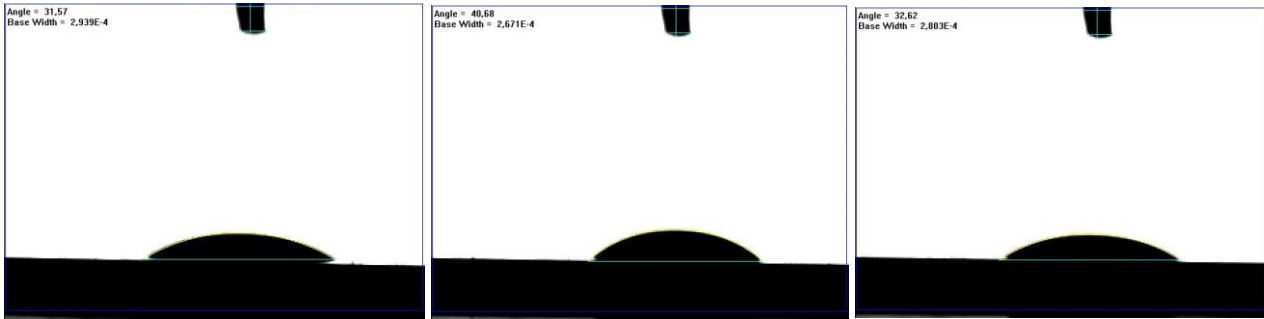 Angle = 31,57
Base Width = 2,939E-4
Angle = 40,68
Base Width = 2,671E-4
Angle = 32,62
Base Width = 2,803E-4